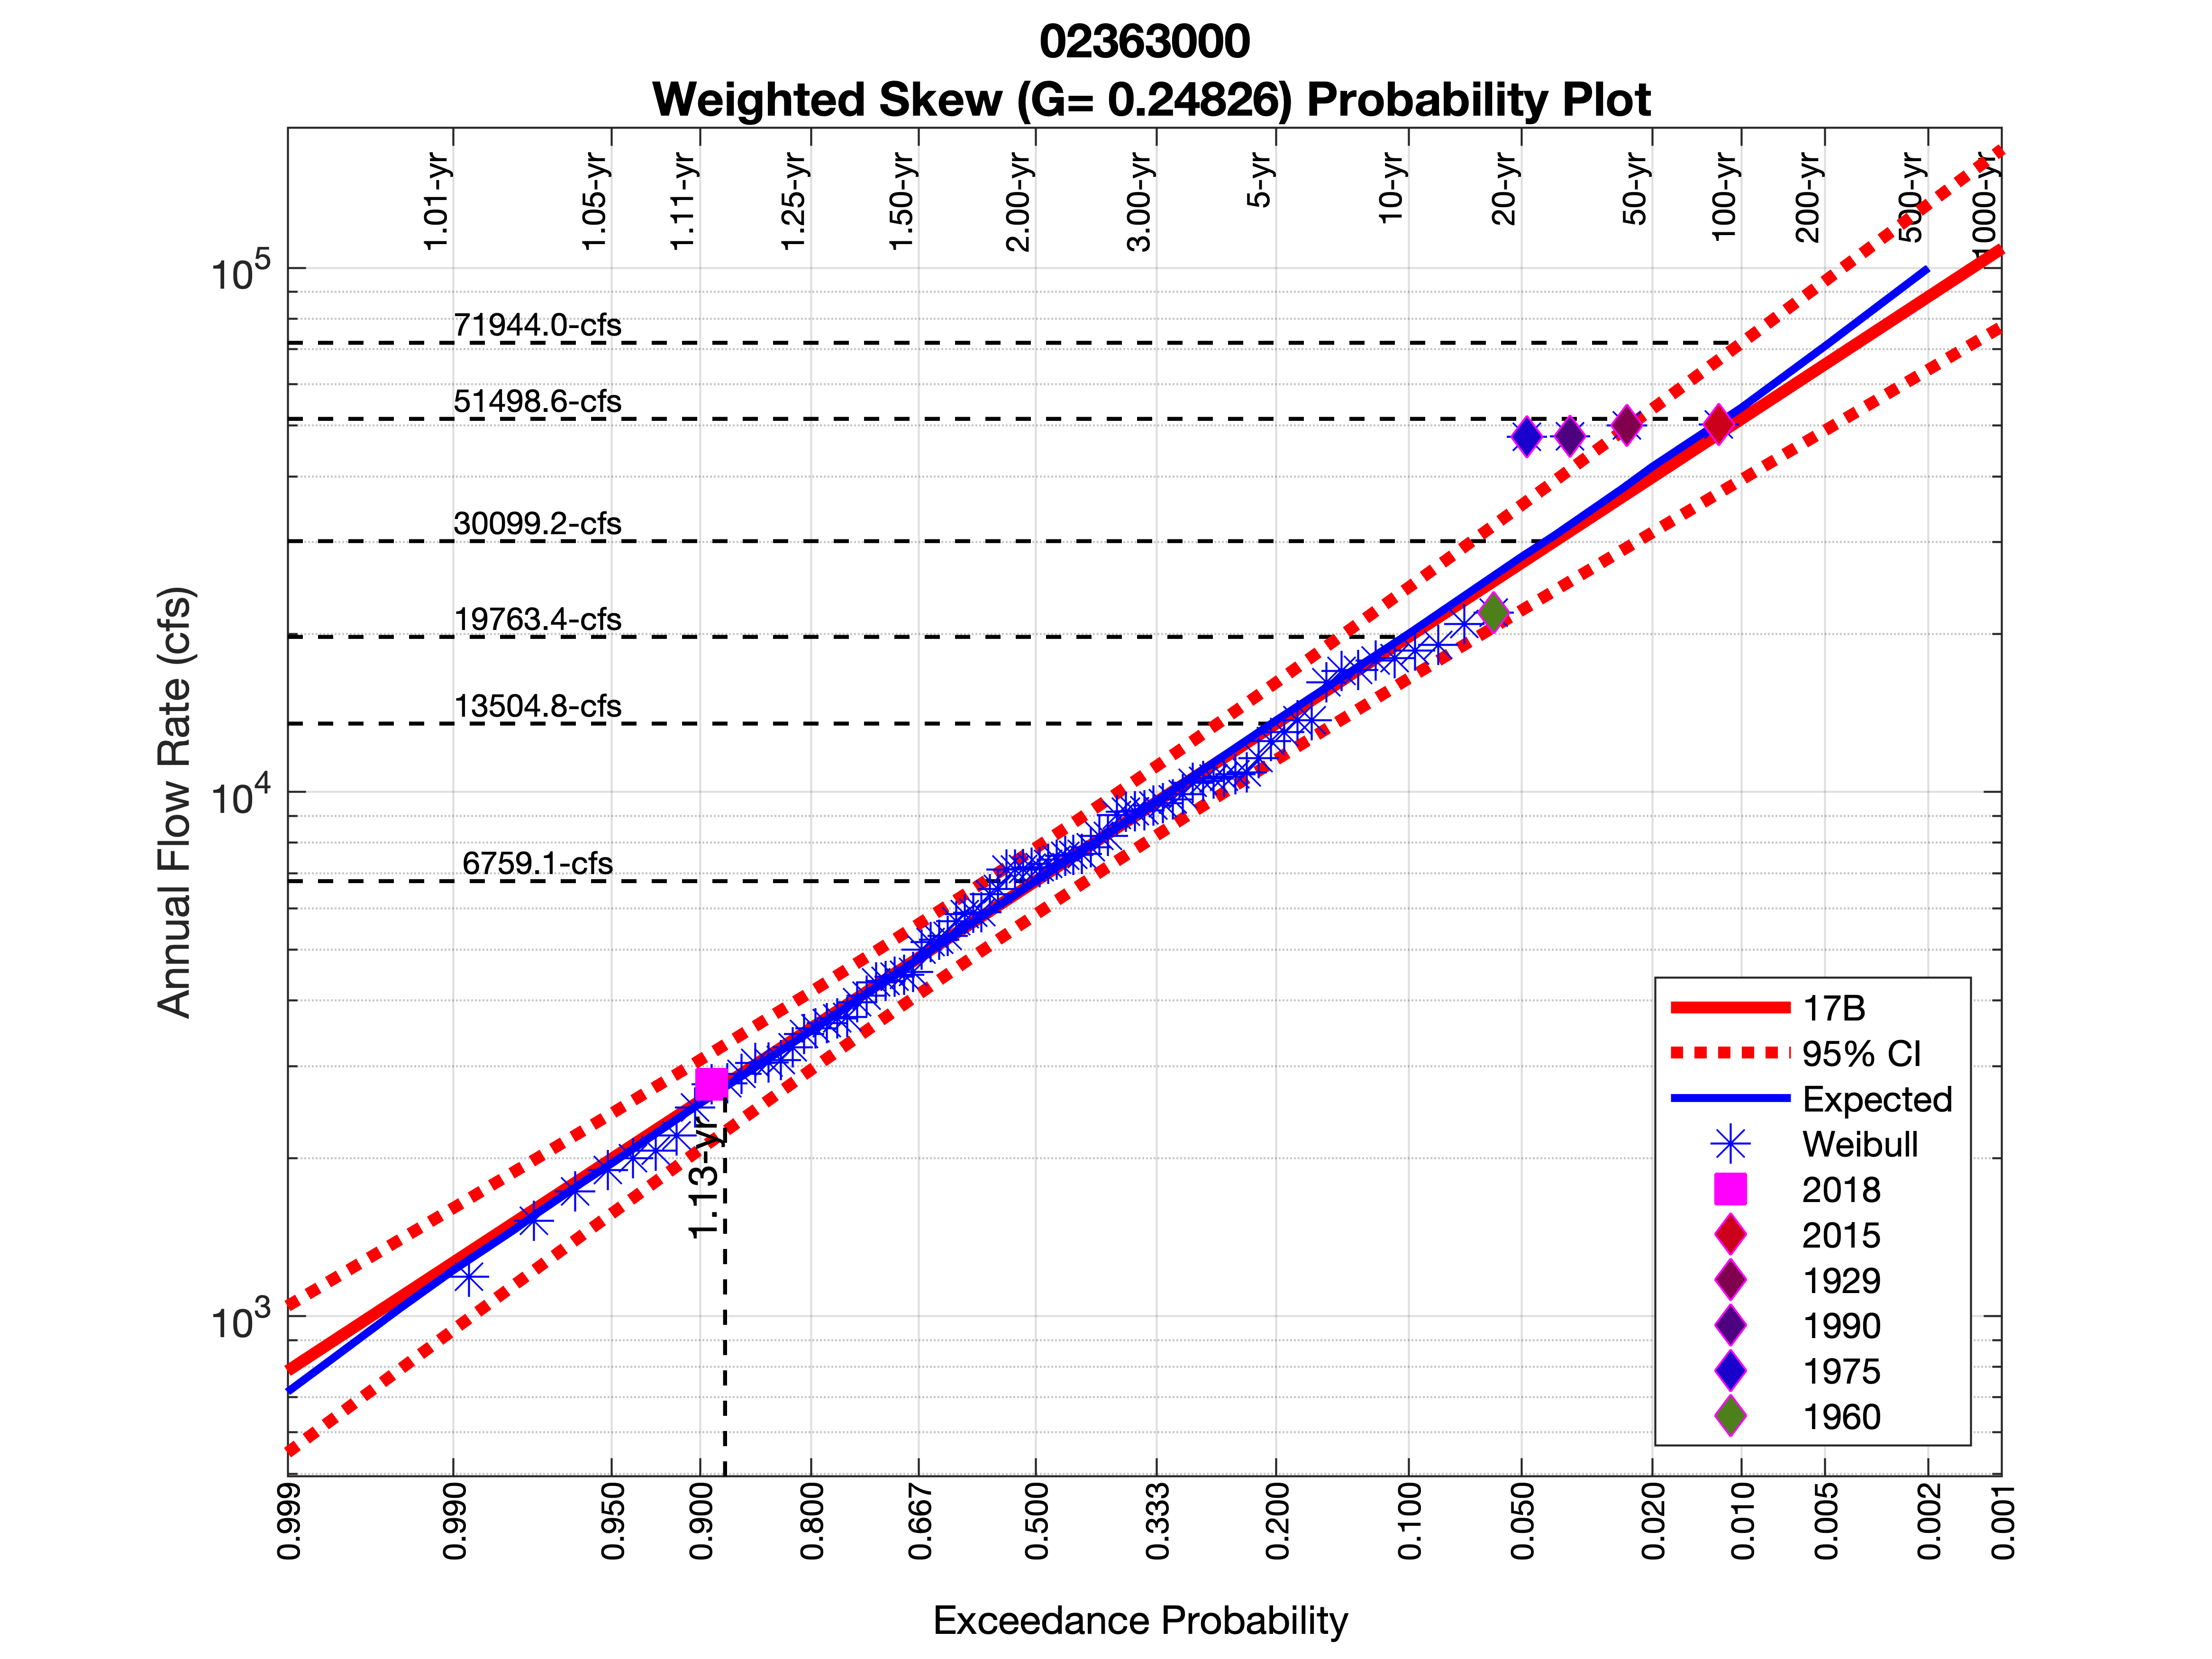 02363000
Weighted Skew (G= 0.24826) Probability Plot
1.01-yr
1.05-yr
1.11-yr
1.25-yr
1.50-yr
2.00-yr
3.00-yr
5-yr
10-yr
20-yr
50-yr
100-yr
200-yr
500-yr
1000-yr
Annual Flow Rate (cfs)
10⁵
10⁴
10³
71944.0-cfs
51498.6-cfs
30099.2-cfs
19763.4-cfs
13504.8-cfs
6759.1-cfs
1.13-yr
17B
95% CI
Expected
Weibull
2018
2015
1929
1990
1975
1960
0.999
0.990
0.950
0.900
0.800
0.667
0.500
0.333
0.200
0.100
0.050
0.020
0.010
0.005
0.002
0.001
Exceedance Probability